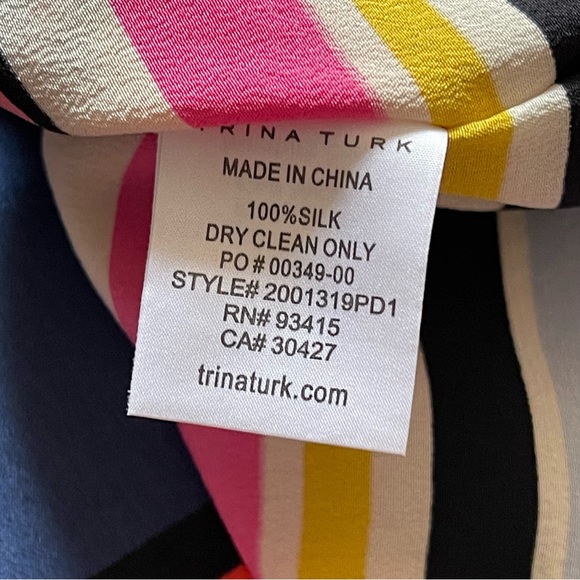 TRINA TURK
MADE IN CHINA
100%SILK
DRY CLEAN ONLY
PO # 00349-00
STYLE# 2001319PD1
RN# 93415
CA# 30427
trinaturk.com